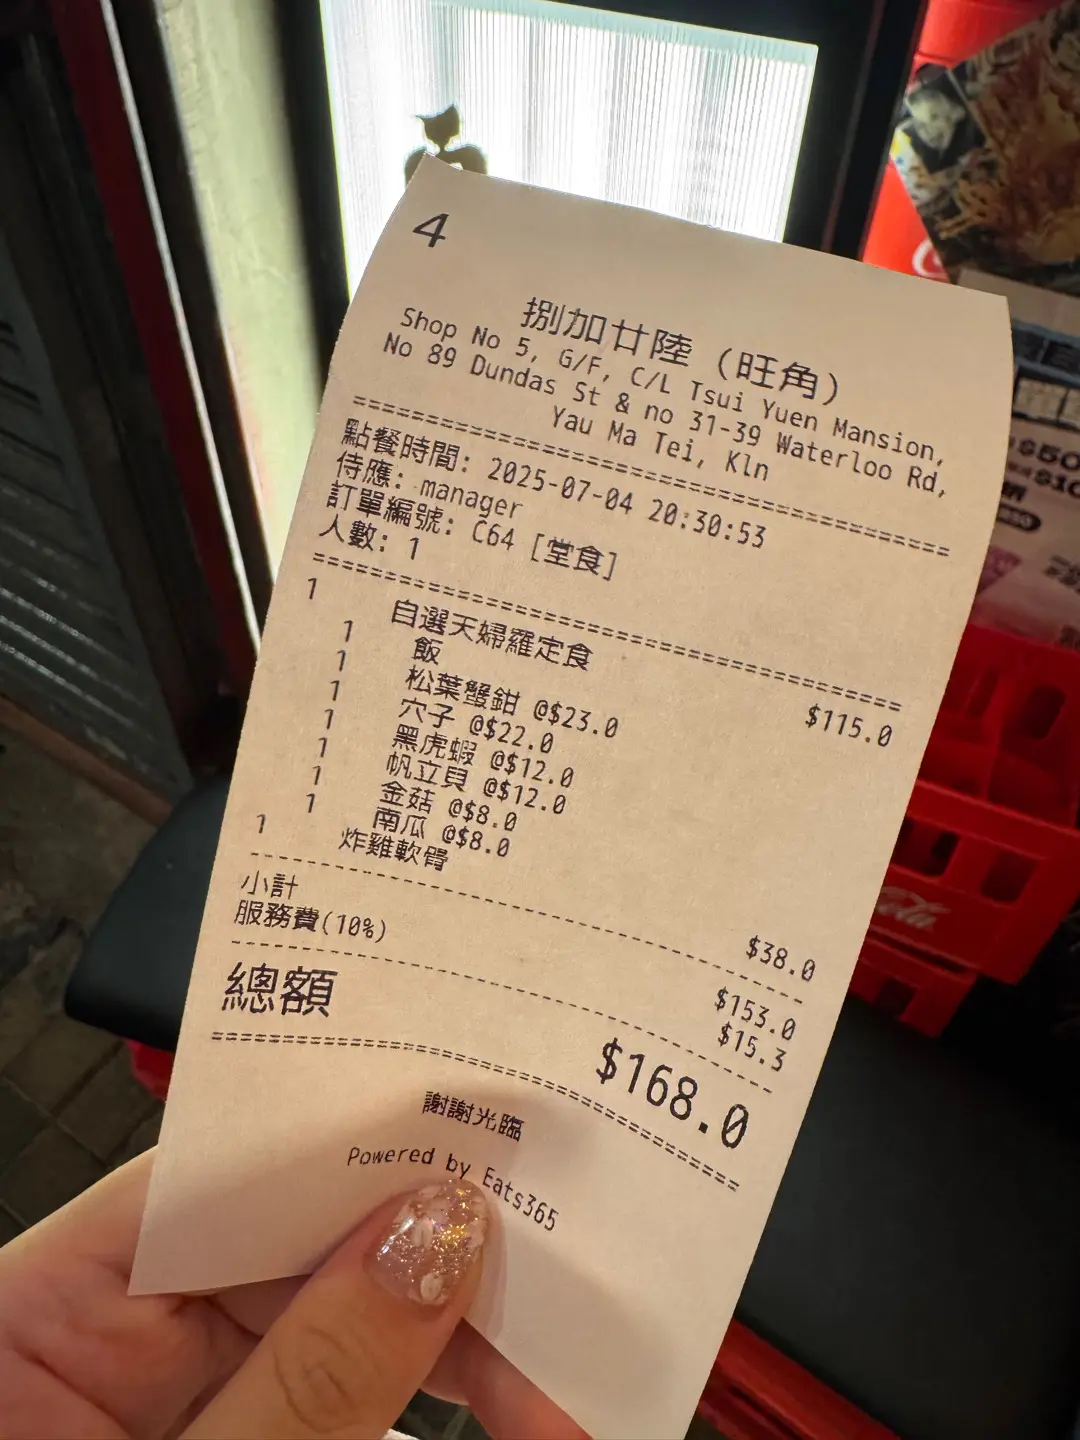 4
捌加廿陸 (旺角)
Shop No 5, G/F, C/L Tsui Yuen Mansion,
No 89 Dundas St & no 31-39 Waterloo Rd,
Yau Ma Tei, Kln
點餐時間: 2025-07-04 20:30:53
侍應: manager
訂單編號: C64 [堂食]
人數: 1
1 自選天婦羅定食 $115.0
1 飯
1 松葉蟹鉗 @$23.0
1 穴子 @$22.0
1 黑虎蝦 @$12.0
1 帆立貝 @$12.0
1 金菇 @$8.0
1 南瓜 @$8.0
1 炸雞軟骨 $38.0
小計 $153.0
服務費(10%) $15.3
總額 $168.0
謝謝光臨
Powered by Eats365